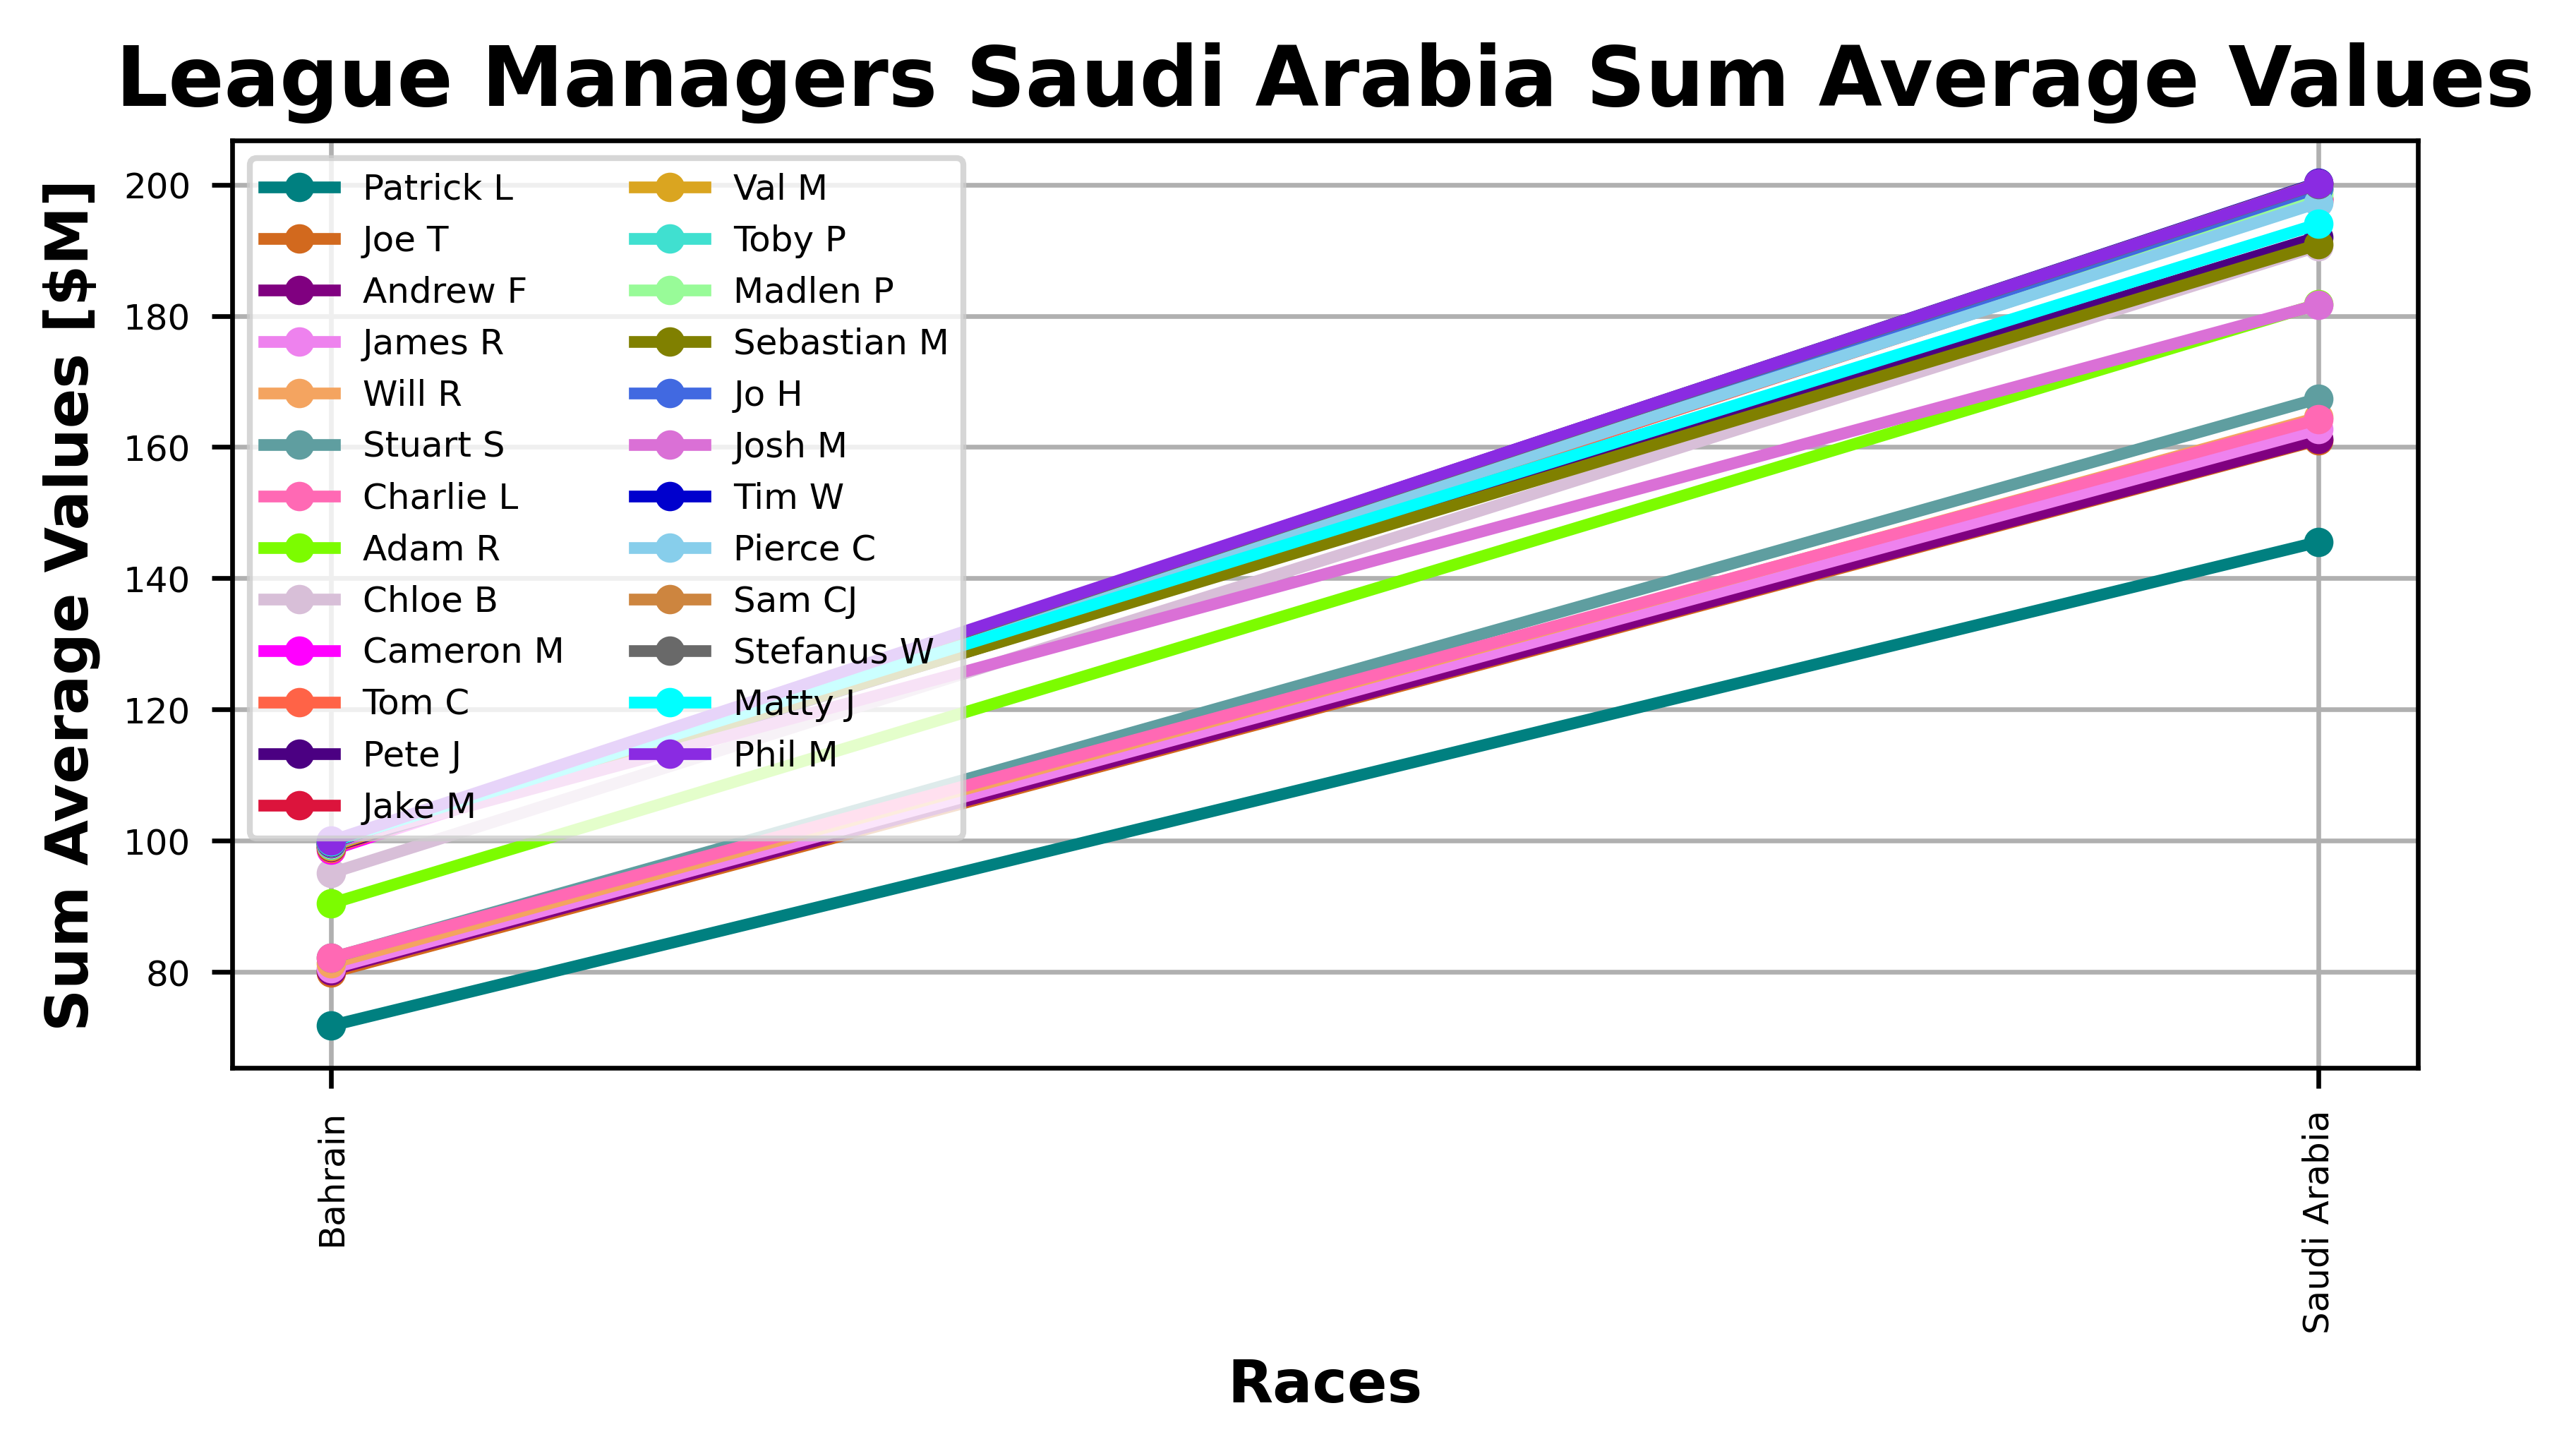 League Managers Saudi Arabia Sum Average Values
Sum Average Values [$M]
200
180
160
140
120
100
80
Patrick L
Joe T
Andrew F
James R
Will R
Stuart S
Charlie L
Adam R
Chloe B
Cameron M
Tom C
Pete J
Jake M
Val M
Toby P
Madlen P
Sebastian M
Jo H
Josh M
Tim W
Pierce C
Sam CJ
Stefanus W
Matty J
Phil M
Bahrain
Saudi Arabia
Races